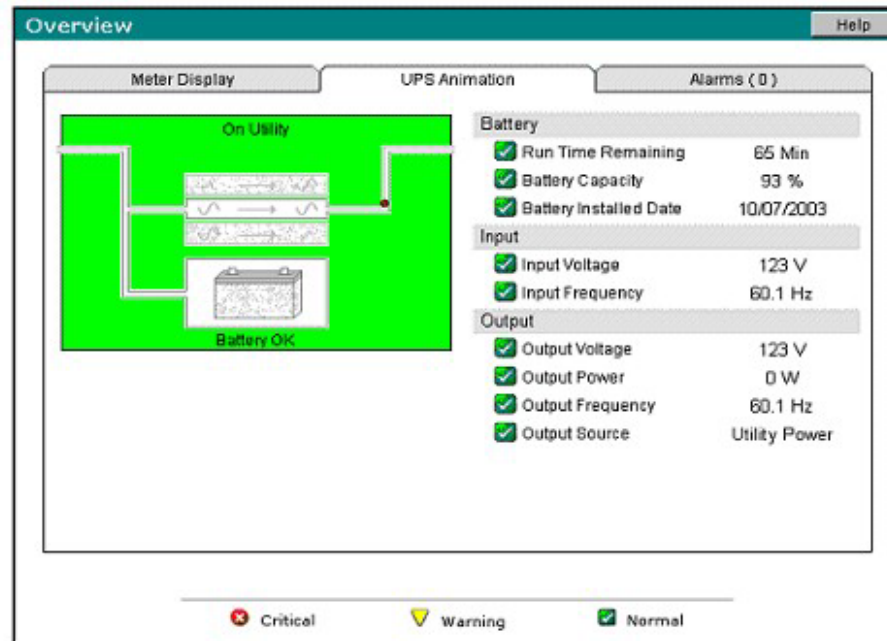 Overview
Help
Meter Display
UPS Animation
Alarms ( 0 )
On Utility
Battery OK
Battery
Run Time Remaining 65 Min
Battery Capacity 93 %
Battery Installed Date 10/07/2003
Input
Input Voltage 123 V
Input Frequency 60.1 Hz
Output
Output Voltage 123 V
Output Power 0 W
Output Frequency 60.1 Hz
Output Source Utility Power
Critical
Warning
Normal